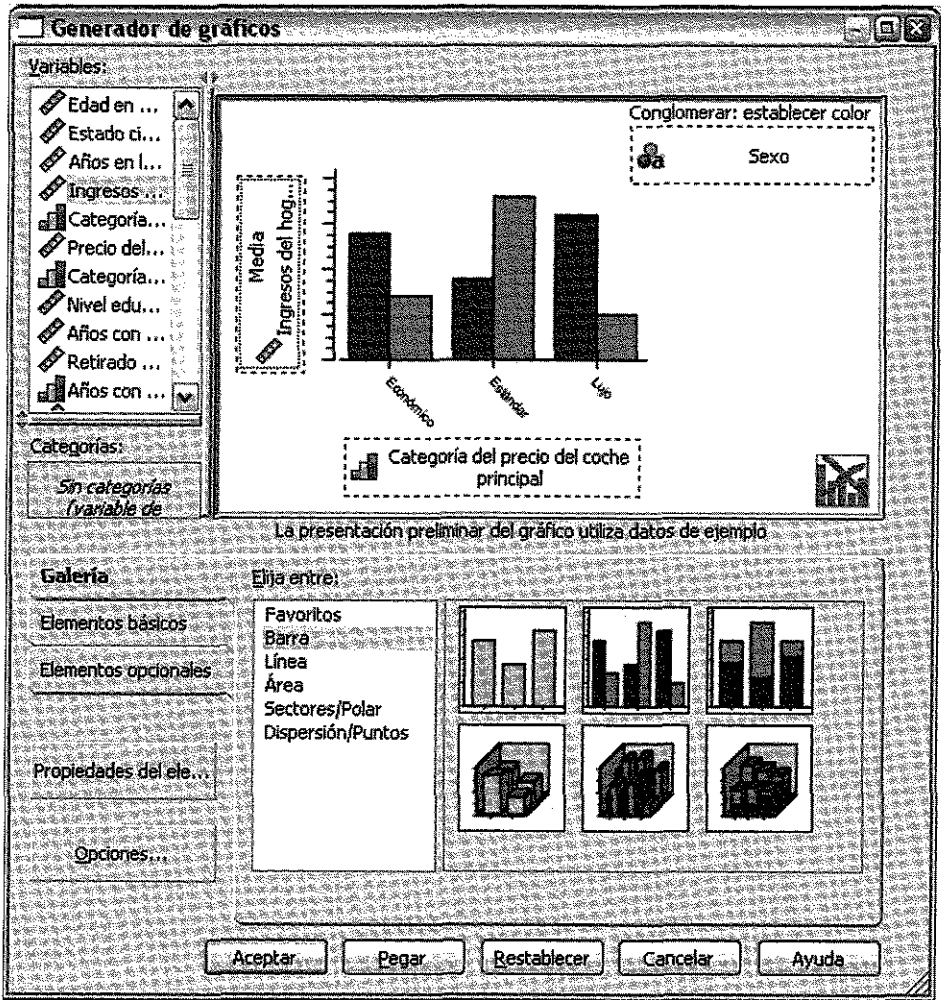 Generador de gráficos
Variables:
Edad en ...
Estado ci...
Años en l...
Ingresos ...
Categoría...
Precio del...
Categoría...
Nivel edu...
Años con ...
Retirado ...
Años con ...
Categorías:
Sin categorías
(variable de
Conglomerar: establecer color
Sexo
Media
Ingresos del hog...
Económico
Estándar
Lujo
Categoría del precio del coche
principal
La presentación preliminar del gráfico utiliza datos de ejemplo
Galería
Elementos básicos
Elementos opcionales
Propiedades del ele...
Opciones...
Elija entre:
Favoritos
Barra
Línea
Área
Sectores/Polar
Dispersión/Puntos
Aceptar
Pegar
Restablecer
Cancelar
Ayuda